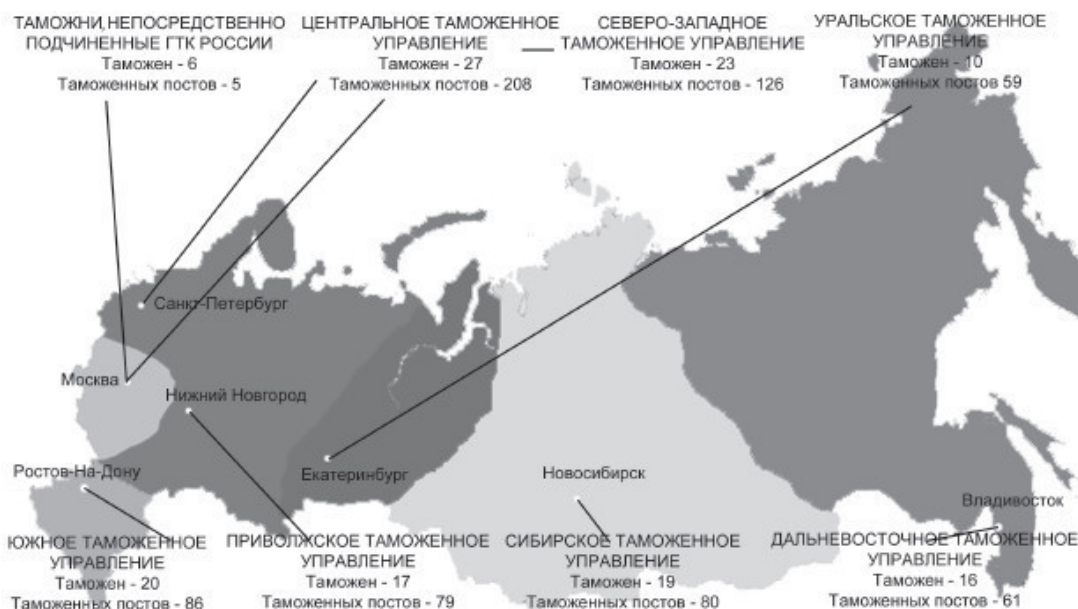 ТАМОЖНИ, НЕПОСРЕДСТВЕННО
ПОДЧИНЕННЫЕ ГТК РОССИИ
Таможен - 6
Таможенных постов - 5
ЦЕНТРАЛЬНОЕ ТАМОЖЕННОЕ
УПРАВЛЕНИЕ
Таможен - 27
Таможенных постов - 208
СЕВЕРО-ЗАПАДНОЕ
ТАМОЖЕННОЕ УПРАВЛЕНИЕ
Таможен - 23
Таможенных постов - 126
УРАЛЬСКОЕ ТАМОЖЕННОЕ
УПРАВЛЕНИЕ
Таможен - 10
Таможенных постов 59
Санкт-Петербург
Москва
Нижний Новгород
Ростов-На-Дону
Екатеринбург
Новосибирск
Владивосток
ЮЖНОЕ ТАМОЖЕННОЕ
УПРАВЛЕНИЕ
Таможен - 20
Таможенных постов - 86
ПРИВОЛЖСКОЕ ТАМОЖЕННОЕ
УПРАВЛЕНИЕ
Таможен - 17
Таможенных постов - 79
СИБИРСКОЕ ТАМОЖЕННОЕ
УПРАВЛЕНИЕ
Таможен - 19
Таможенных постов - 80
ДАЛЬНЕВОСТОЧНОЕ ТАМОЖЕННОЕ
УПРАВЛЕНИЕ
Таможен - 16
Таможенных постов - 61